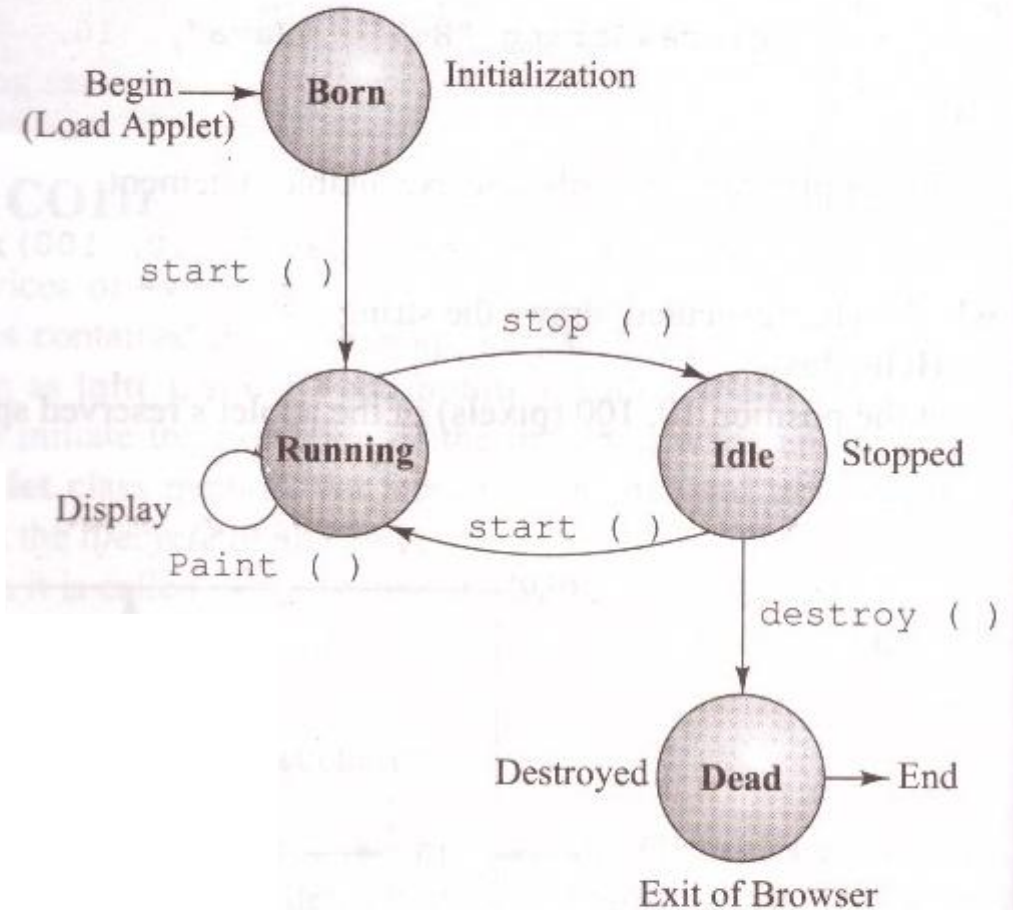 Begin
(Load Applet)
Born
Initialization
start ( )
stop ( )
Running
Idle
Stopped
Display
start ( )
Paint ( )
destroy ( )
Destroyed
Dead
End
Exit of Browser